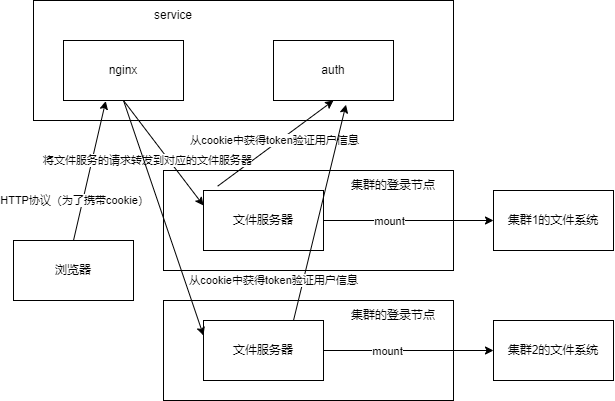 service
nginx
auth
从cookie中获得token验证用户信息
将文件服务的请求转发到对应的文件服务器
集群的登录节点
HTTP协议（为了携带cookie）
文件服务器
mount
集群1的文件系统
浏览器
从cookie中获得token验证用户信息
集群的登录节点
文件服务器
mount
集群2的文件系统